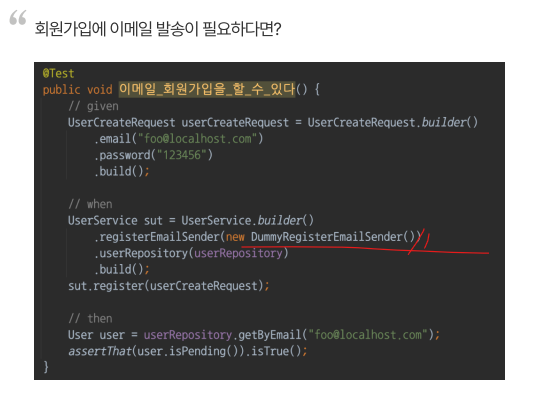 “ 회원가입에 이메일 발송이 필요하다면?
@Test
public void 이메일_회원가입을_할_수_있다() {
// given
UserCreateRequest userCreateRequest = UserCreateRequest.builder()
.email("foo@localhost.com")
.password("123456")
.build();
// when
UserService sut = UserService.builder()
.registerEmailSender(new DummyRegisterEmailSender())
.userRepository(userRepository)
.build();
sut.register(userCreateRequest);
// then
User user = userRepository.getByEmail("foo@localhost.com");
assertThat(user.isPending()).isTrue();
}